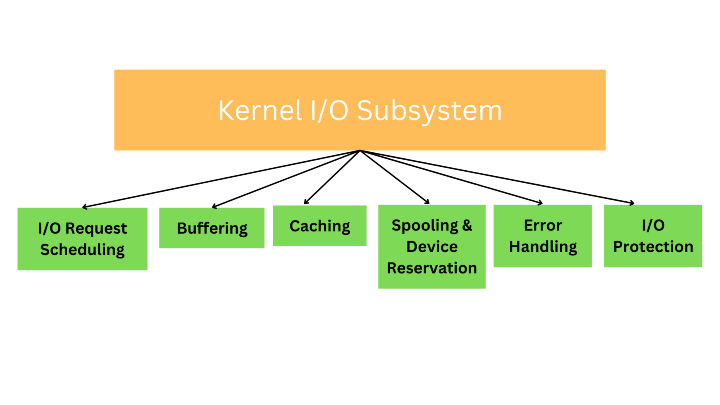 Kernel I/O Subsystem
I/O Request
Scheduling
Buffering
Caching
Spooling &
Device
Reservation
Error
Handling
I/O
Protection